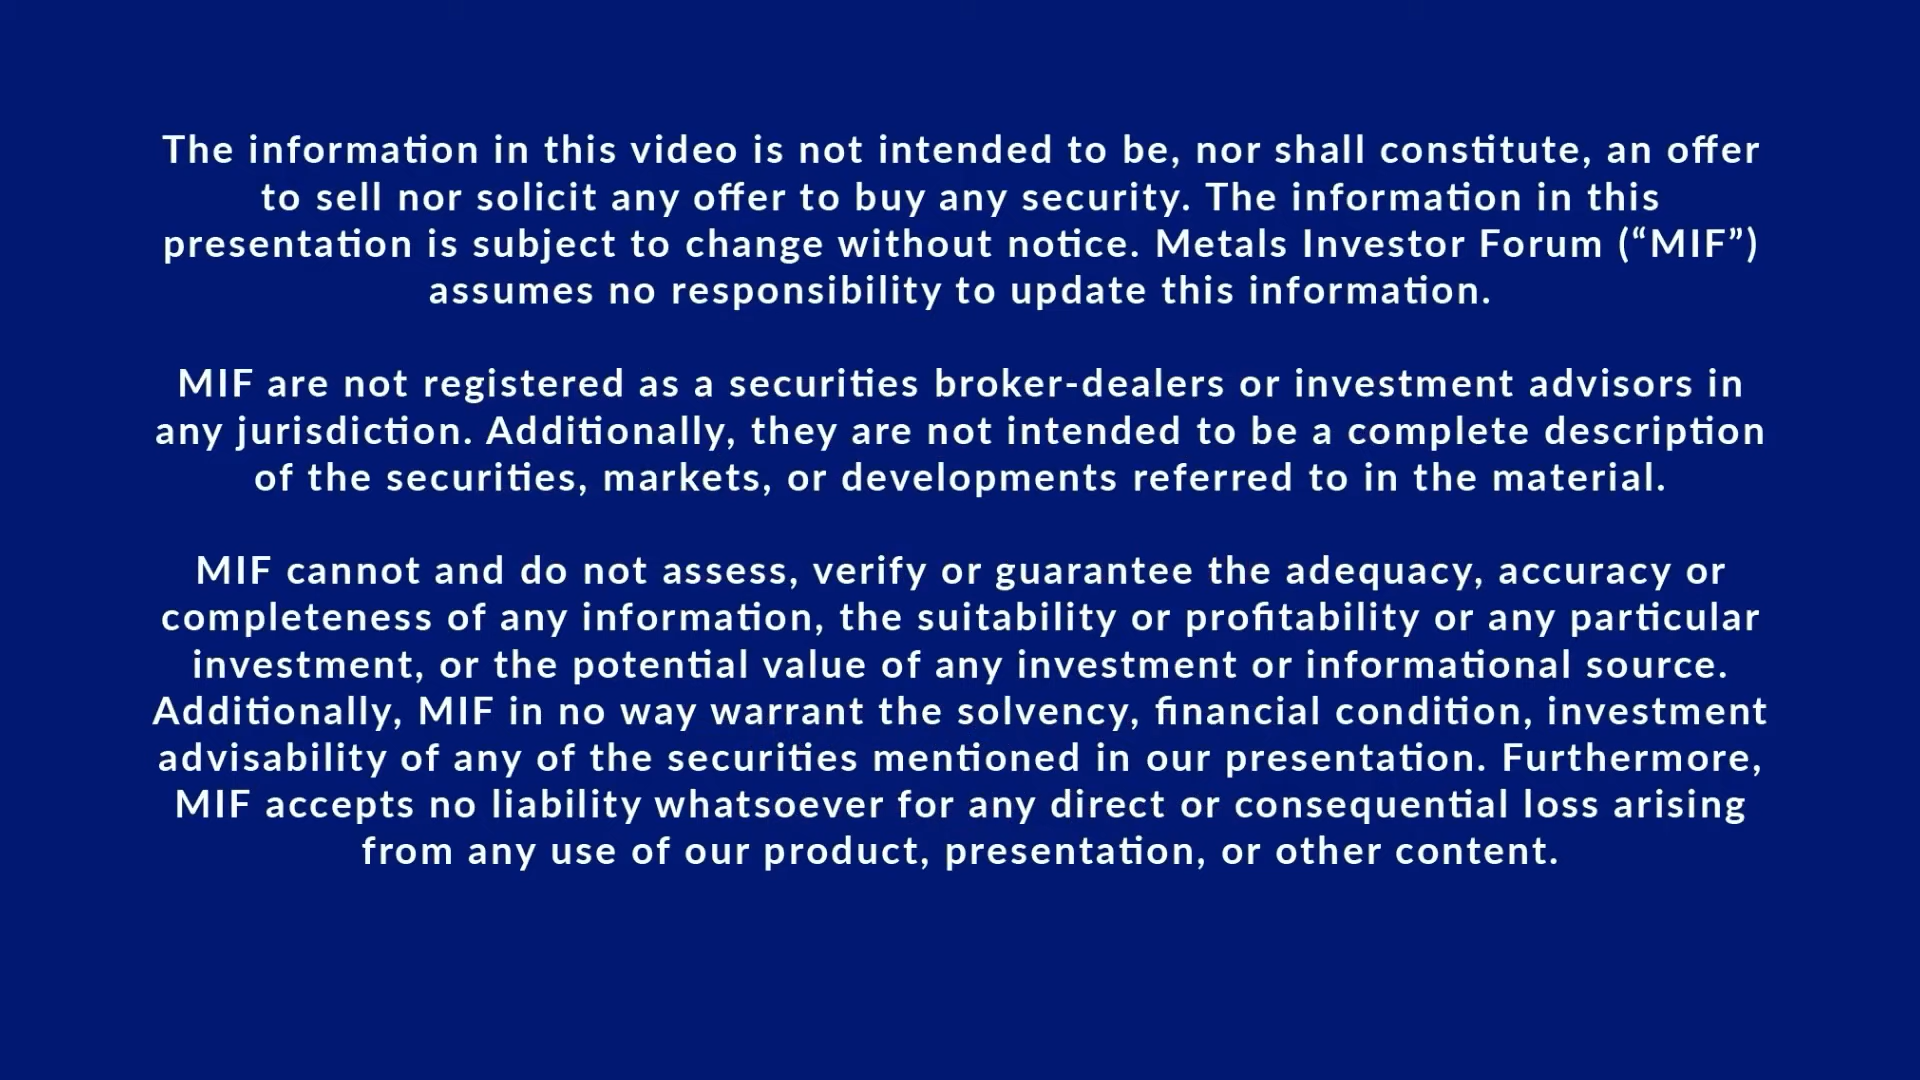 The information in this video is not intended to be, nor shall constitute, an offer
to sell nor solicit any offer to buy any security. The information in this
presentation is subject to change without notice. Metals Investor Forum (“MIF”)
assumes no responsibility to update this information.
MIF are not registered as a securities broker-dealers or investment advisors in
any jurisdiction. Additionally, they are not intended to be a complete description
of the securities, markets, or developments referred to in the material.
MIF cannot and do not assess, verify or guarantee the adequacy, accuracy or
completeness of any information, the suitability or profitability or any particular
investment, or the potential value of any investment or informational source.
Additionally, MIF in no way warrant the solvency, financial condition, investment
advisability of any of the securities mentioned in our presentation. Furthermore,
MIF accepts no liability whatsoever for any direct or consequential loss arising
from any use of our product, presentation, or other content.